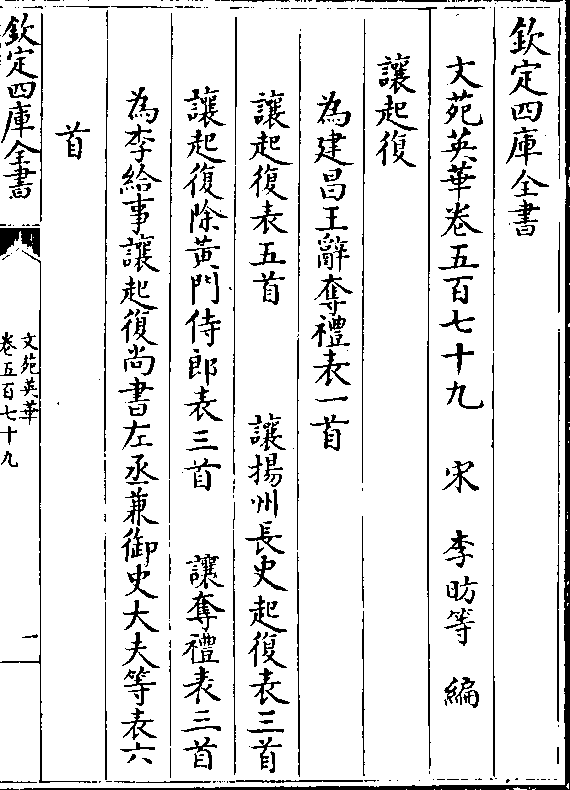 欽定四庫全書
文苑英華卷五百七十九 宋 李昉等 編
讓起復
為建昌王辭奪禮表一首
讓起復表五首 讓揚州長史起復表三首
讓起復除黃門侍郎表三首 讓奪禮表三首
為李給事讓起復尚書左丞兼御史大夫等表六
首
欽定四庫全書
文苑英華
卷五百七十九
一